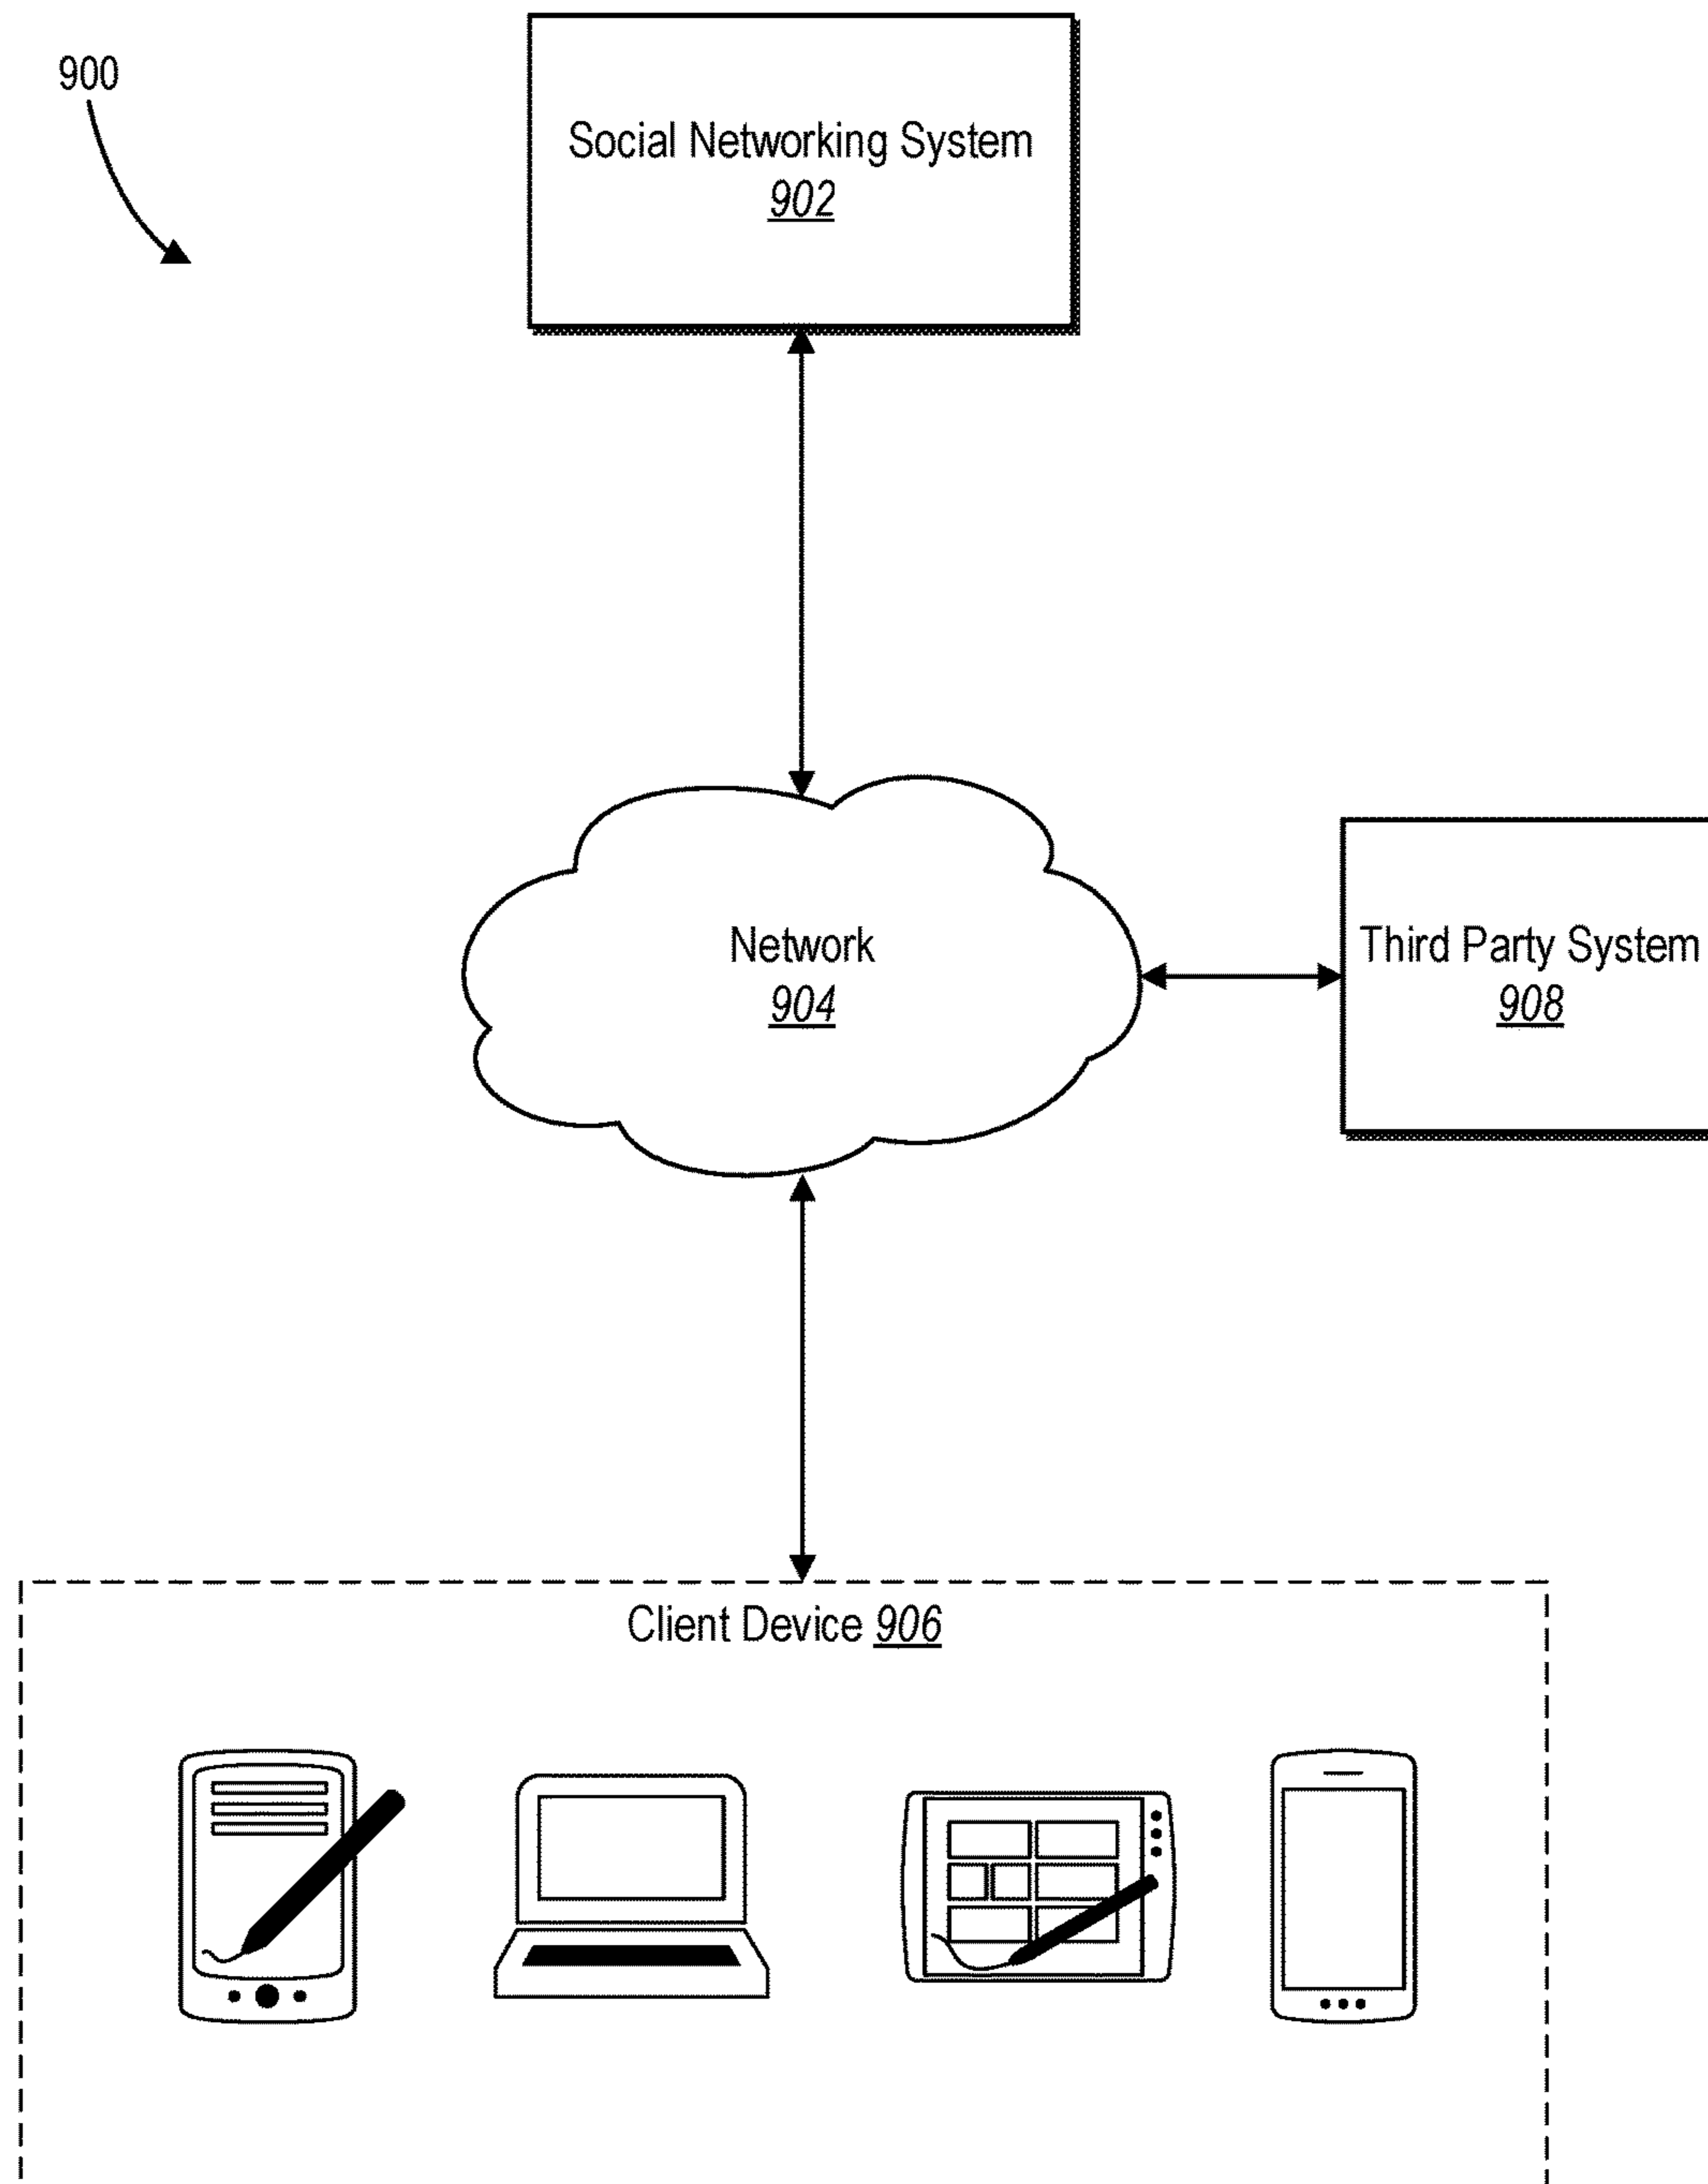 900
Social Networking System
902
Network
904
Third Party System
908
Client Device 906